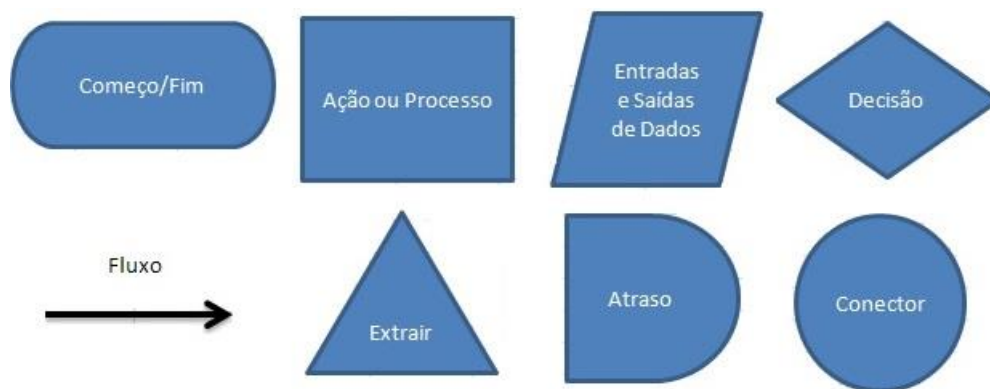 Começo/Fim
Ação ou Processo
Entradas
e Saídas
de Dados
Decisão
Fluxo
Extrair
Atraso
Conector